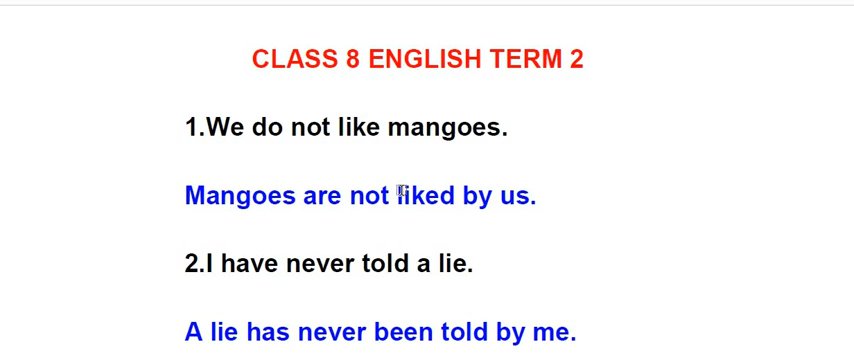 CLASS 8 ENGLISH TERM 2
1.We do not like mangoes.
Mangoes are not liked by us.
2.I have never told a lie.
A lie has never been told by me.